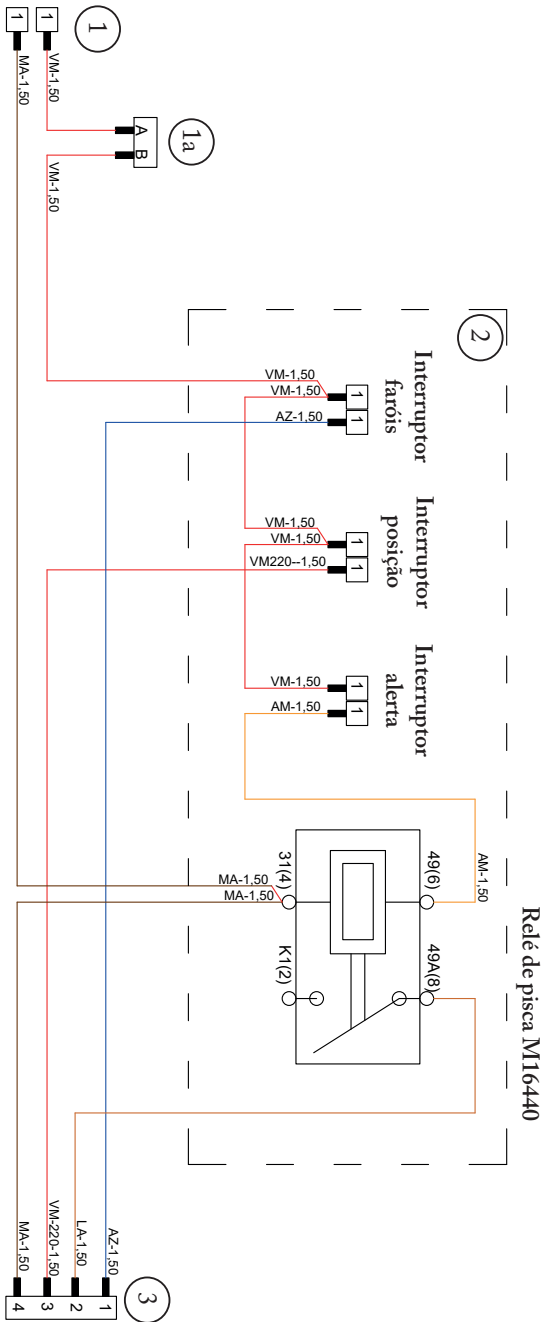 1
1
1
VM-1,50
MA-1,50
1a
A
B
VM-1,50
2
Interruptor
faróis
1
1
VM-1,50
VM-1,50
AZ-1,50
Interruptor
posição
1
1
VM-1,50
VM-1,50
VM220--1,50
Interruptor
alerta
1
1
VM-1,50
AM-1,50
Relé de pisca M16440
AM-1,50
49(6)
49A(8)
31(4)
K1(2)
MA-1,50
MA-1,50
3
AZ-1,50
LA-1,50
VM-220-1,50
MA-1,50
1
2
3
4